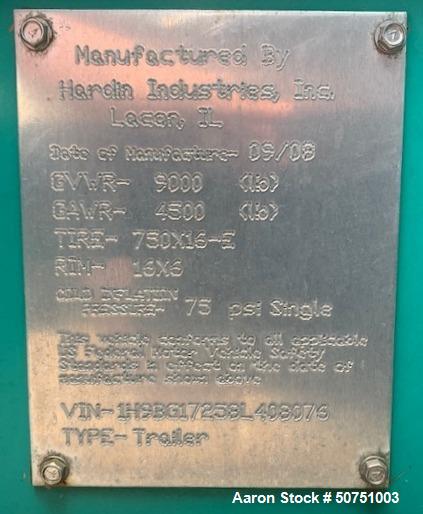 Manufactured By
Hardin Industries, Inc.
Lacon, IL
Date of Manufacture- 09/08
GVWR- 9000 (lb)
GAWR- 4500 (lb)
TIRE- 750X16-E
RIM- 16X6
COLD INFLATION
PRESSURE- 75 psi Single
This vehicle conforms to all applicable
US Federal Motor Vehicle Safety
Standards in effect on the date of
manufacture shown above
VIN-1H9BG17258L408076
TYPE-Trailer
Aaron Stock # 50751003